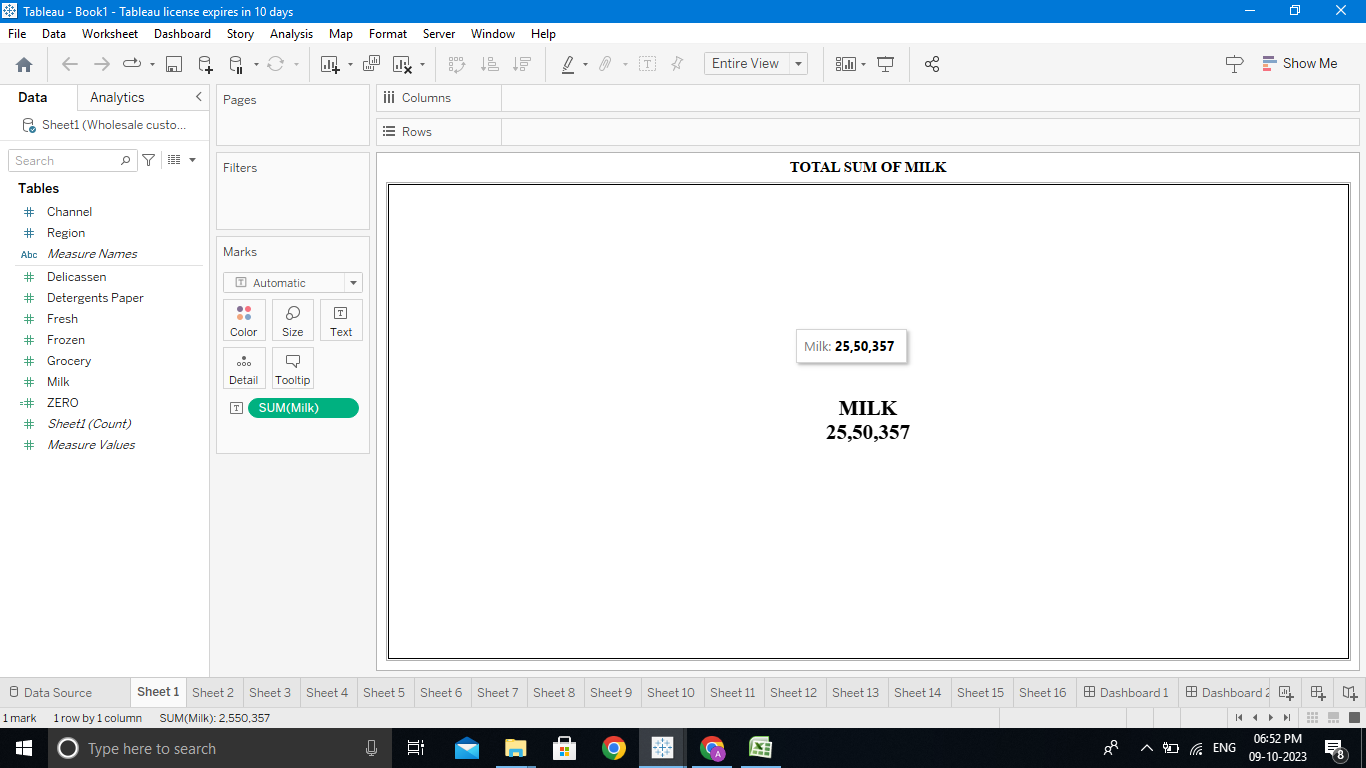 Tableau - Book1 - Tableau license expires in 10 days
File Data Worksheet Dashboard Story Analysis Map Format Server Window Help
Entire View
Show Me
Data Analytics
Sheet1 (Wholesale custo...
Search
Tables
Channel
Region
Abc Measure Names
Delicassen
Detergents Paper
Fresh
Frozen
Grocery
Milk
ZERO
Sheet1 (Count)
Measure Values
Pages
Filters
Marks
Automatic
Color Size Text
Detail Tooltip
SUM(Milk)
Columns
Rows
TOTAL SUM OF MILK
Milk: 25,50,357
MILK
25,50,357
Data Source Sheet 1 Sheet 2 Sheet 3 Sheet 4 Sheet 5 Sheet 6 Sheet 7 Sheet 8 Sheet 9 Sheet 10 Sheet 11 Sheet 12 Sheet 13 Sheet 14 Sheet 15 Sheet 16 Dashboard 1 Dashboard 2
1 mark 1 row by 1 column SUM(Milk): 2,550,357
Type here to search
ENG
06:52 PM
09-10-2023
8